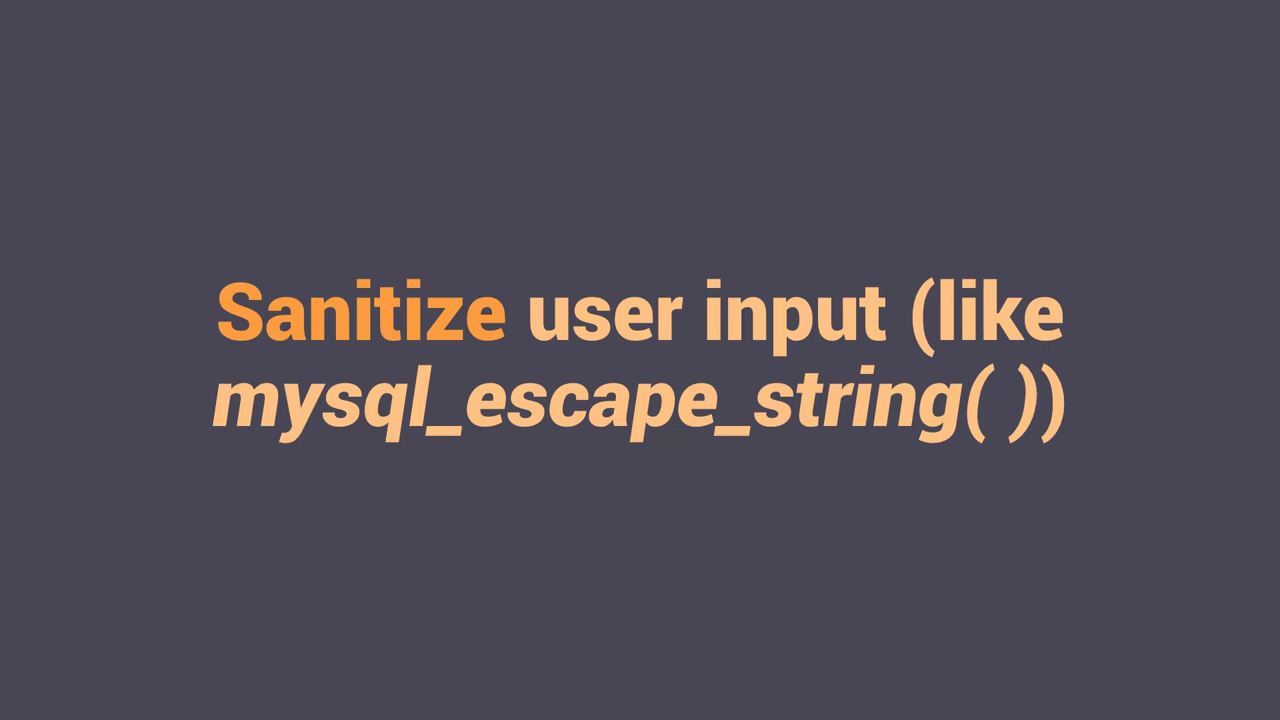 Sanitize user input (like
mysql_escape_string( ))